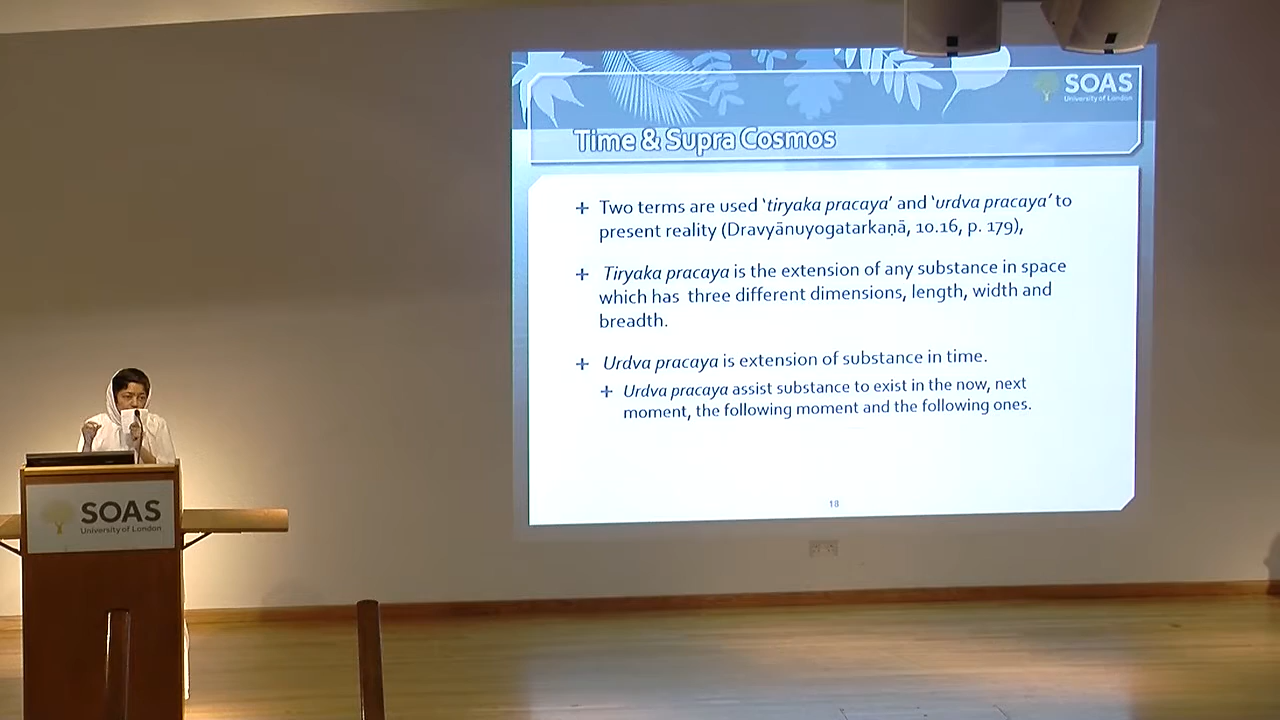 SOAS
University of London
Time & Supra Cosmos
Two terms are used ‘tiryaka pracaya’ and ‘urdva pracaya’ to
present reality (Dravyānuyogatarkaṇā, 10.16, p. 179),
Tiryaka pracaya is the extension of any substance in space
which has three different dimensions, length, width and
breadth.
Urdva pracaya is extension of substance in time.
Urdva pracaya assist substance to exist in the now, next
moment, the following moment and the following ones.
18
SOAS
University of London